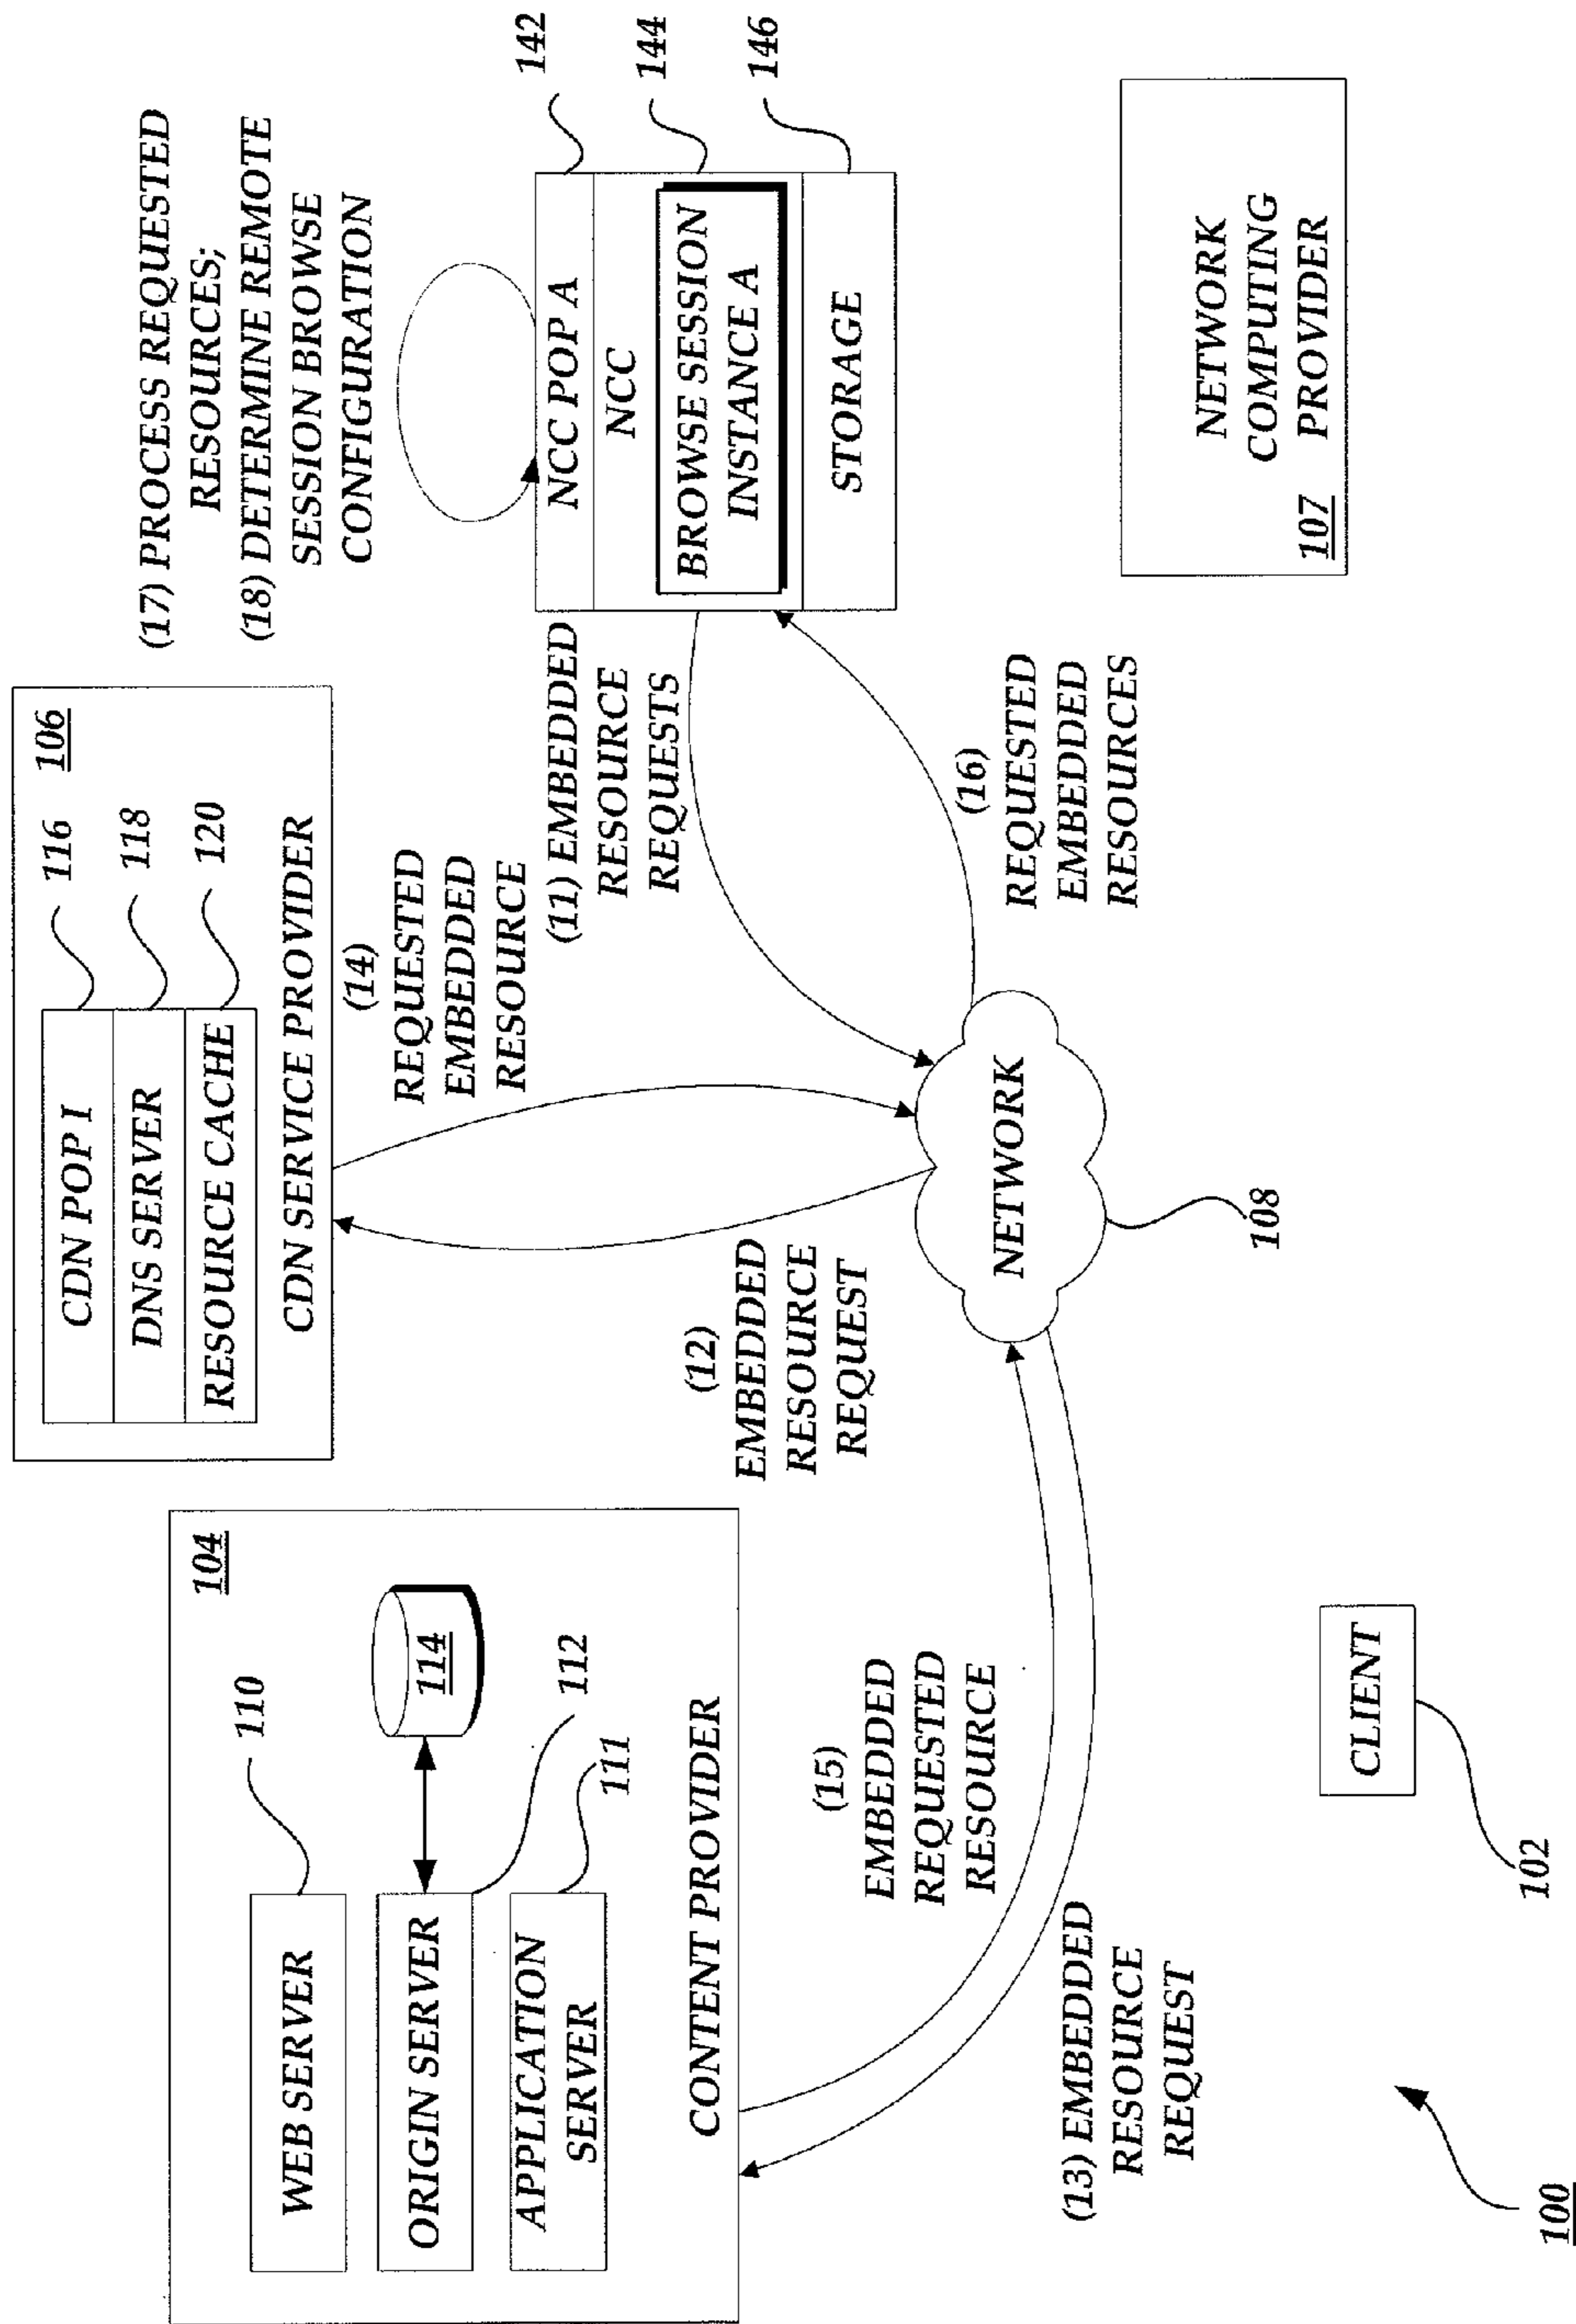 104
WEB SERVER
110
ORIGIN SERVER
114
112
APPLICATION
SERVER
111
CONTENT PROVIDER
106
CDN POP I
116
DNS SERVER
118
RESOURCE CACHE
120
CDN SERVICE PROVIDER
(17) PROCESS REQUESTED
RESOURCES;
(18) DETERMINE REMOTE
SESSION BROWSE
CONFIGURATION
NCC POP A
142
NCC
BROWSE SESSION
INSTANCE A
144
STORAGE
146
(12)
EMBEDDED
RESOURCE
REQUEST
(14)
REQUESTED
EMBEDDED
RESOURCE
(11) EMBEDDED
RESOURCE
REQUESTS
(16)
REQUESTED
EMBEDDED
RESOURCES
(15)
EMBEDDED
REQUESTED
RESOURCE
(13) EMBEDDED
RESOURCE
REQUEST
NETWORK
108
NETWORK
COMPUTING
PROVIDER
107
CLIENT
102
100